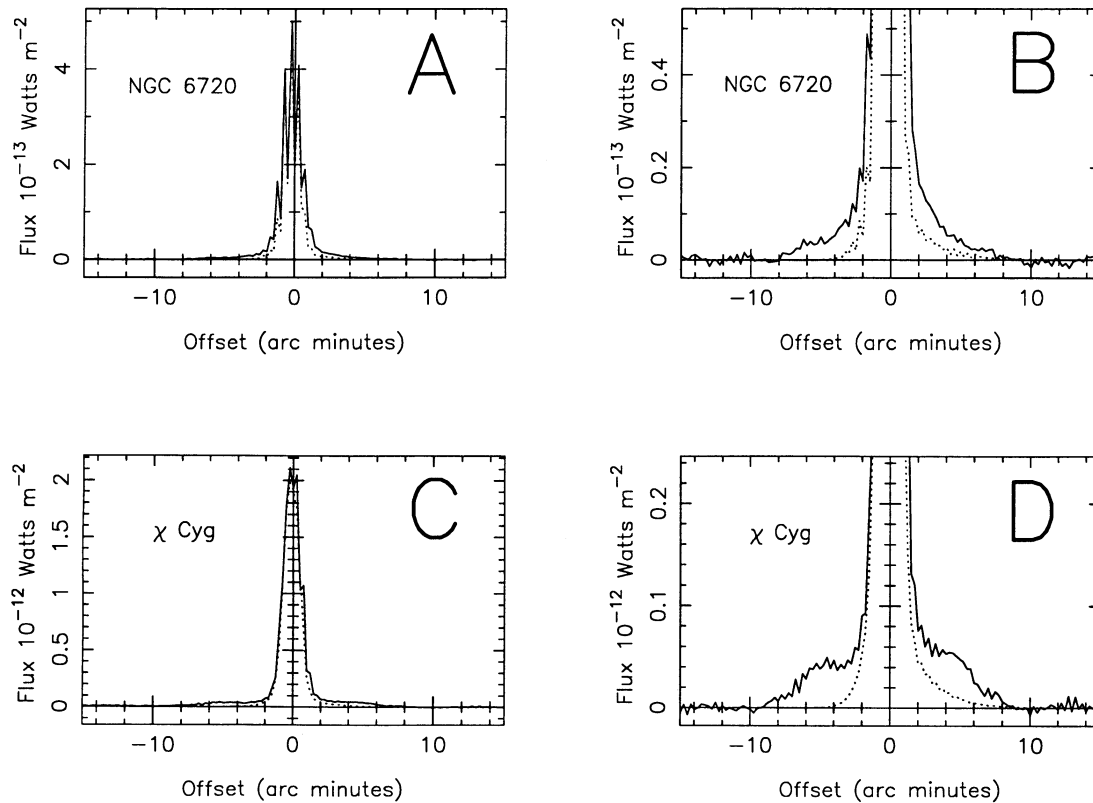 A
NGC 6720
Flux 10⁻¹³ Watts m⁻²
4
2
0
−10 0 10
Offset (arc minutes)
B
NGC 6720
Flux 10⁻¹³ Watts m⁻²
0.4
0.2
0
−10 0 10
Offset (arc minutes)
C
χ Cyg
Flux 10⁻¹² Watts m⁻²
2
1.5
1
0.5
0
−10 0 10
Offset (arc minutes)
D
χ Cyg
Flux 10⁻¹² Watts m⁻²
0.2
0.1
0
−10 0 10
Offset (arc minutes)